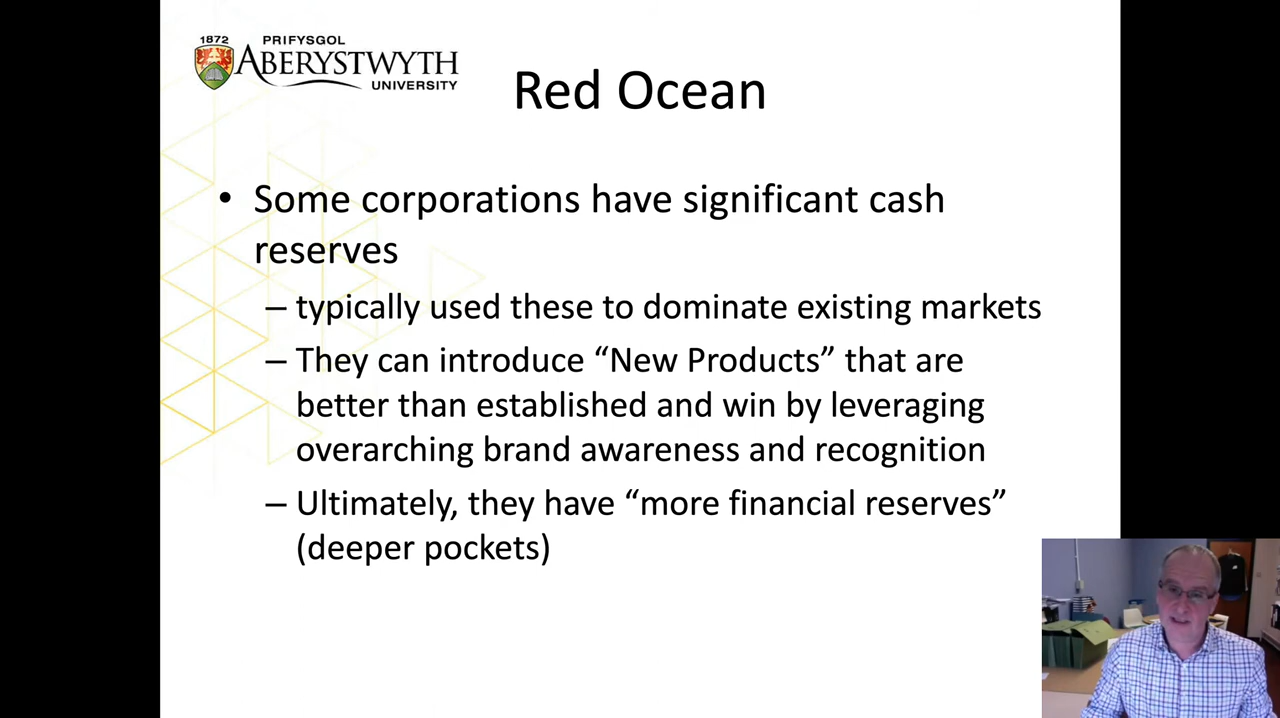 1872 PRIFYSGOL
ABERYSTWYTH
UNIVERSITY
Red Ocean
• Some corporations have significant cash
reserves
– typically used these to dominate existing markets
– They can introduce “New Products” that are
better than established and win by leveraging
overarching brand awareness and recognition
– Ultimately, they have “more financial reserves”
(deeper pockets)